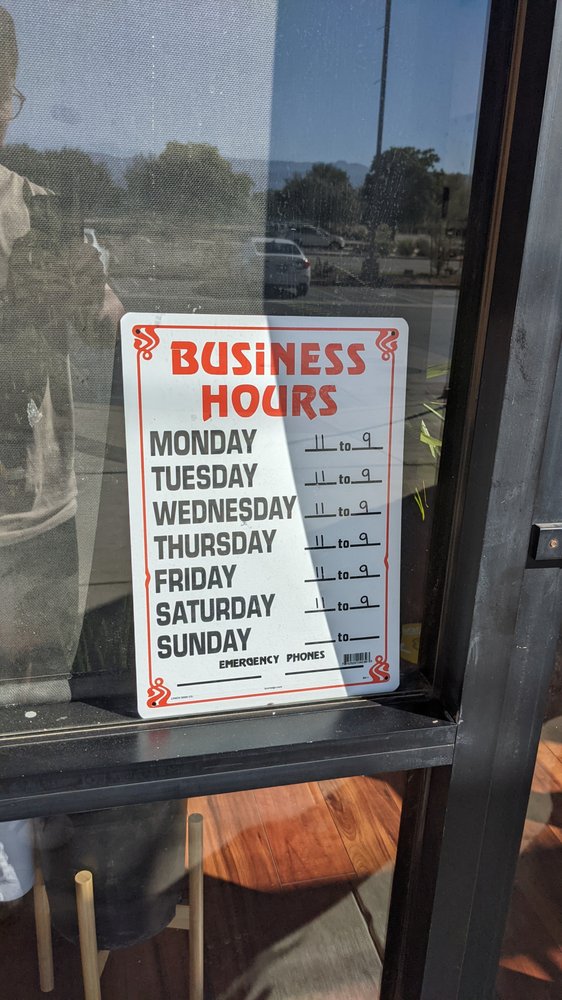 BUSINESS
HOURS
MONDAY 11 to 9
TUESDAY 11 to 9
WEDNESDAY 11 to 9
THURSDAY 11 to 9
FRIDAY 11 to 9
SATURDAY 11 to 9
SUNDAY to
EMERGENCY PHONES